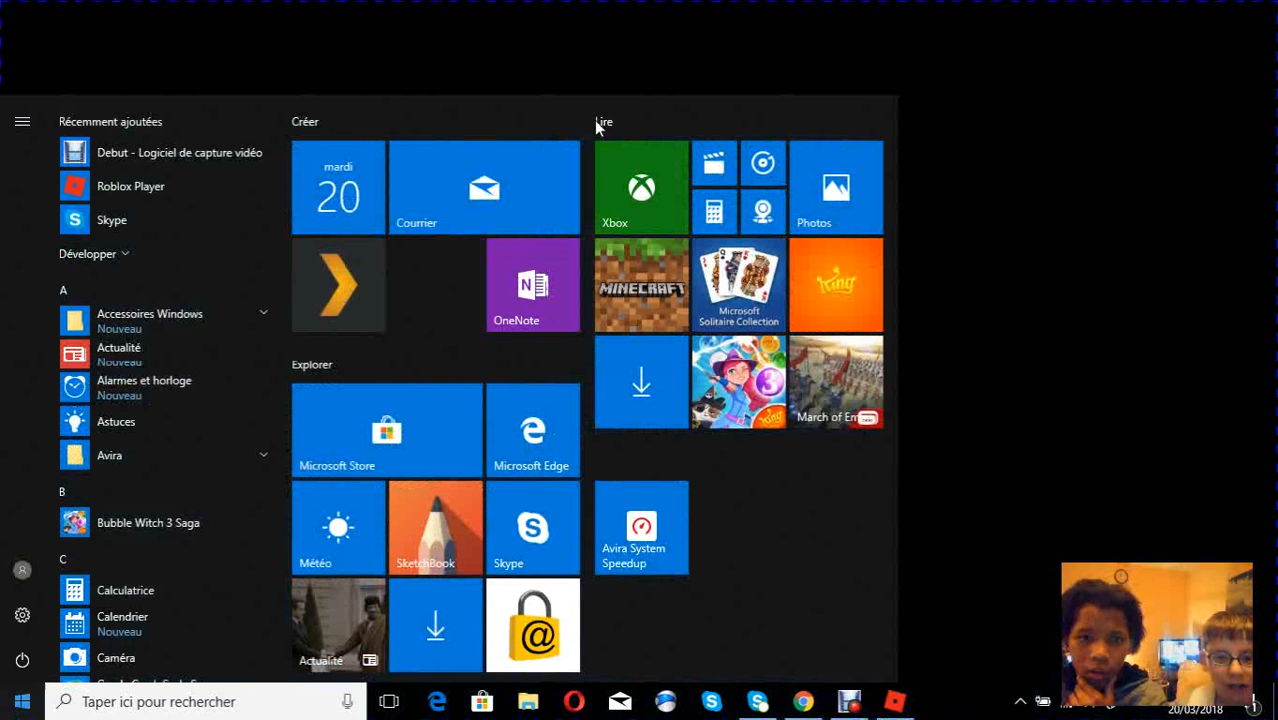 Récemment ajoutées
Debut - Logiciel de capture vidéo
Roblox Player
Skype
Développer
A
Accessoires Windows
Nouveau
Actualité
Nouveau
Alarmes et horloge
Nouveau
Astuces
Avira
B
Bubble Witch 3 Saga
C
Calculatrice
Calendrier
Nouveau
Caméra
Créer
mardi
20
Courrier
OneNote
Explorer
Microsoft Store
Microsoft Edge
Météo
SketchBook
Skype
Actualité
Lire
Xbox
Photos
MINECRAFT
Microsoft
Solitaire Collection
King
3
King
March of Em
Avira System
Speedup
Taper ici pour rechercher
20/03/2018
1